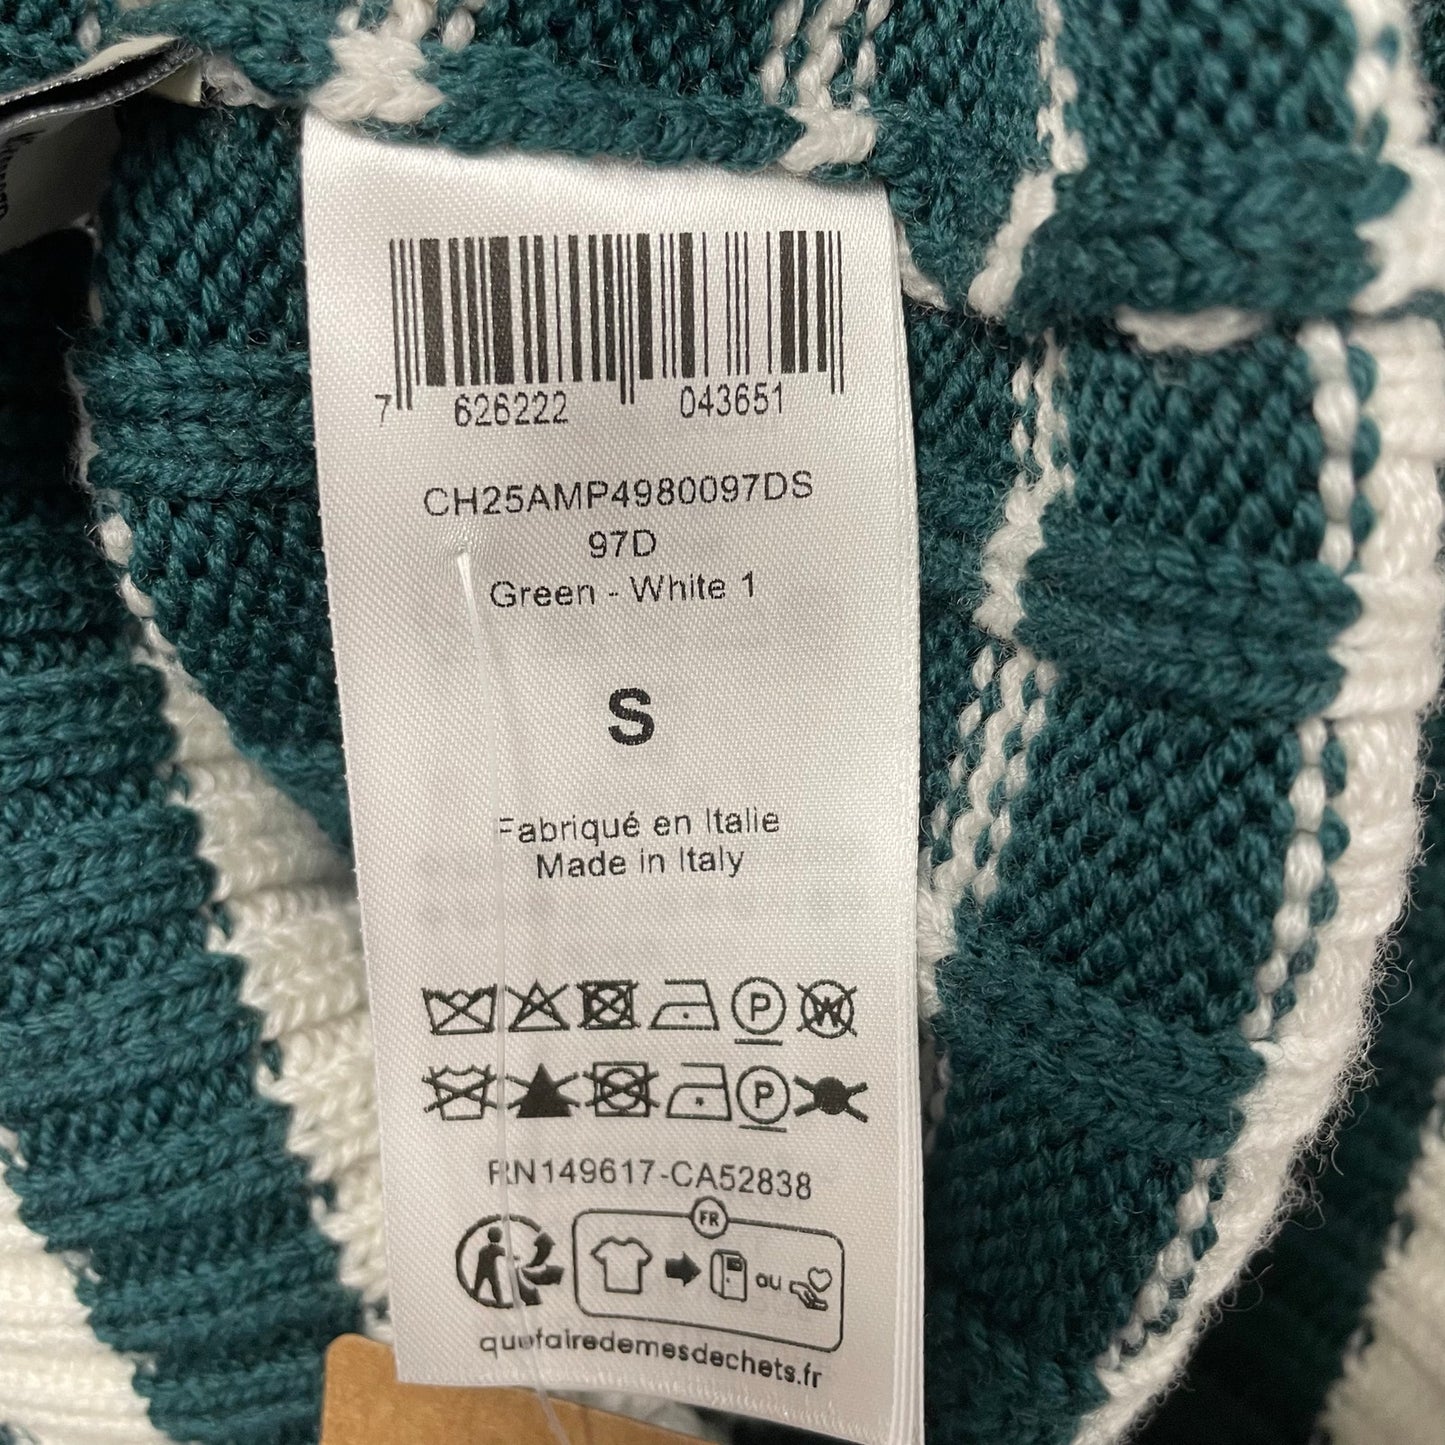 7 626222 043651
CH25AMP4980097DS
97D
Green - White 1
S
Fabriqué en Italie
Made in Italy
P W
P
RN149617-CA52838
FR
ou
quefairedemesdechets.fr